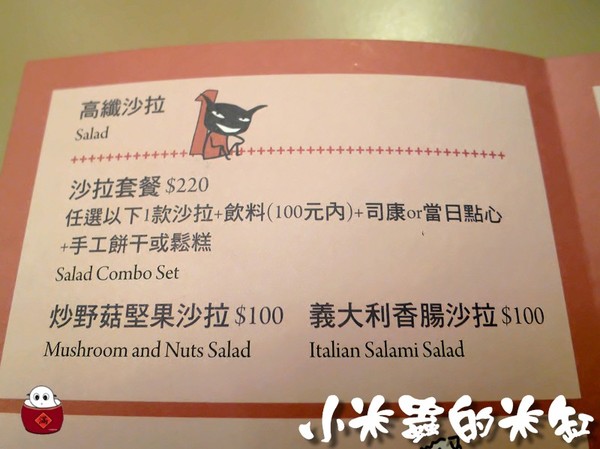 高纖沙拉
Salad
沙拉套餐 $220
任選以下1款沙拉+飲料(100元內)+司康or當日點心
+手工餅干或鬆糕
Salad Combo Set
炒野菇堅果沙拉 $100 義大利香腸沙拉 $100
Mushroom and Nuts Salad Italian Salami Salad
小米蟲的米缸